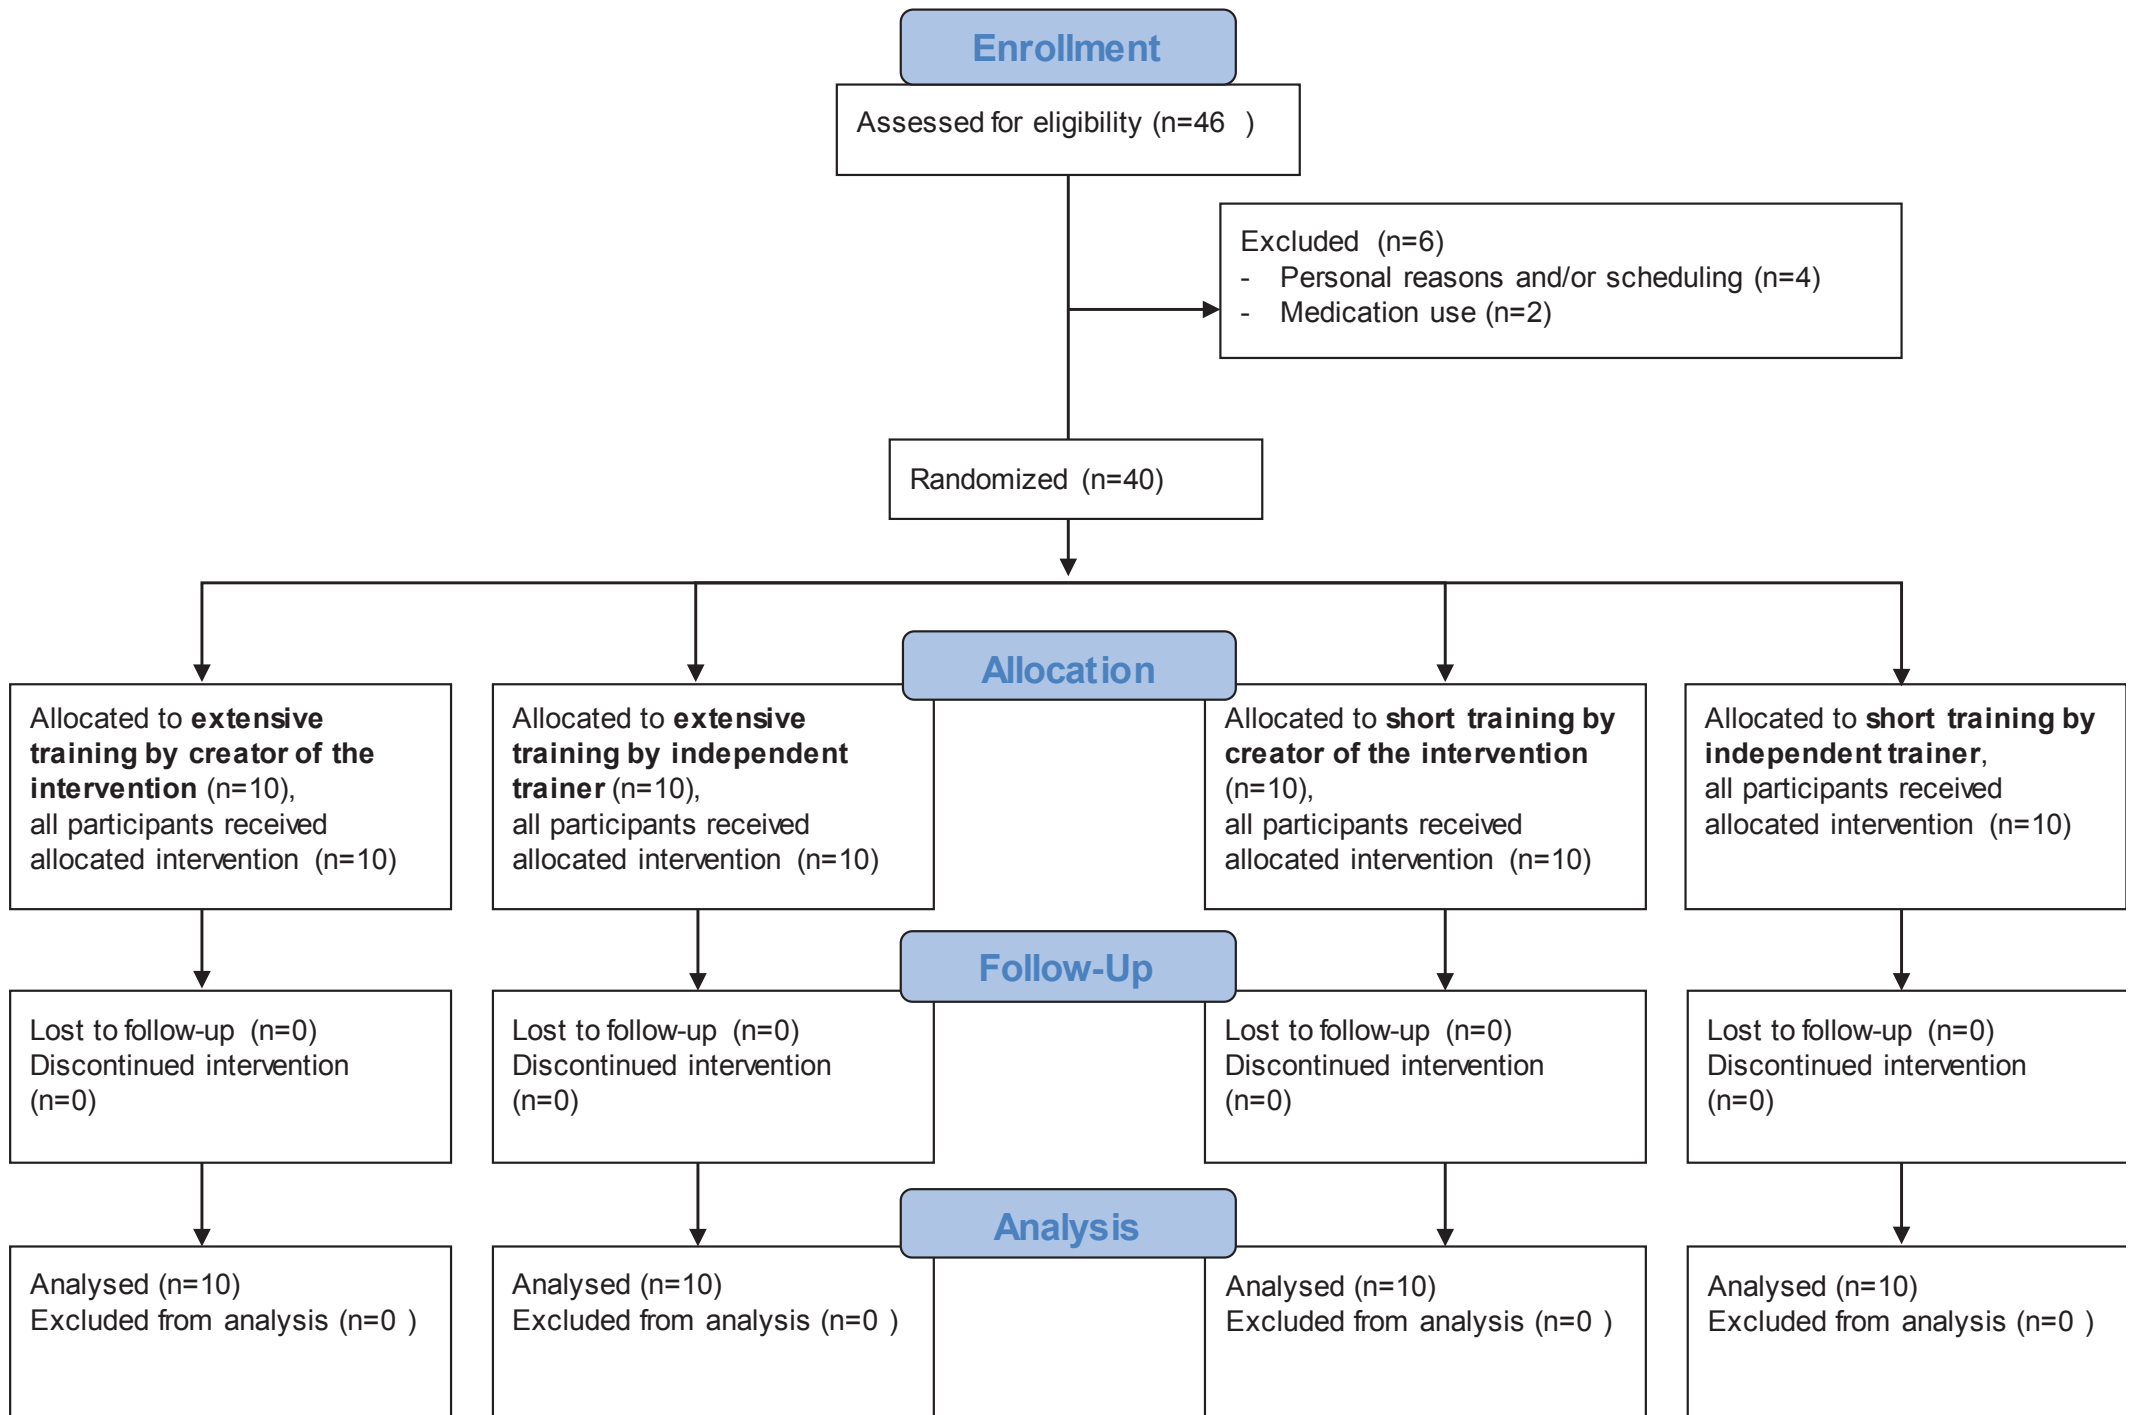 Enrollment
Assessed for eligibility (n=46 )
Excluded (n=6)
- Personal reasons and/or scheduling (n=4)
- Medication use (n=2)
Randomized (n=40)
Allocation
Allocated to extensive
training by creator of the
intervention (n=10),
all participants received
allocated intervention (n=10)
Allocated to extensive
training by independent
trainer (n=10),
all participants received
allocated intervention (n=10)
Allocated to short training by
creator of the intervention
(n=10),
all participants received
allocated intervention (n=10)
Allocated to short training by
independent trainer,
all participants received
allocated intervention (n=10)
Follow-Up
Lost to follow-up (n=0)
Discontinued intervention
(n=0)
Lost to follow-up (n=0)
Discontinued intervention
(n=0)
Lost to follow-up (n=0)
Discontinued intervention
(n=0)
Lost to follow-up (n=0)
Discontinued intervention
(n=0)
Analysis
Analysed (n=10)
Excluded from analysis (n=0 )
Analysed (n=10)
Excluded from analysis (n=0 )
Analysed (n=10)
Excluded from analysis (n=0 )
Analysed (n=10)
Excluded from analysis (n=0 )